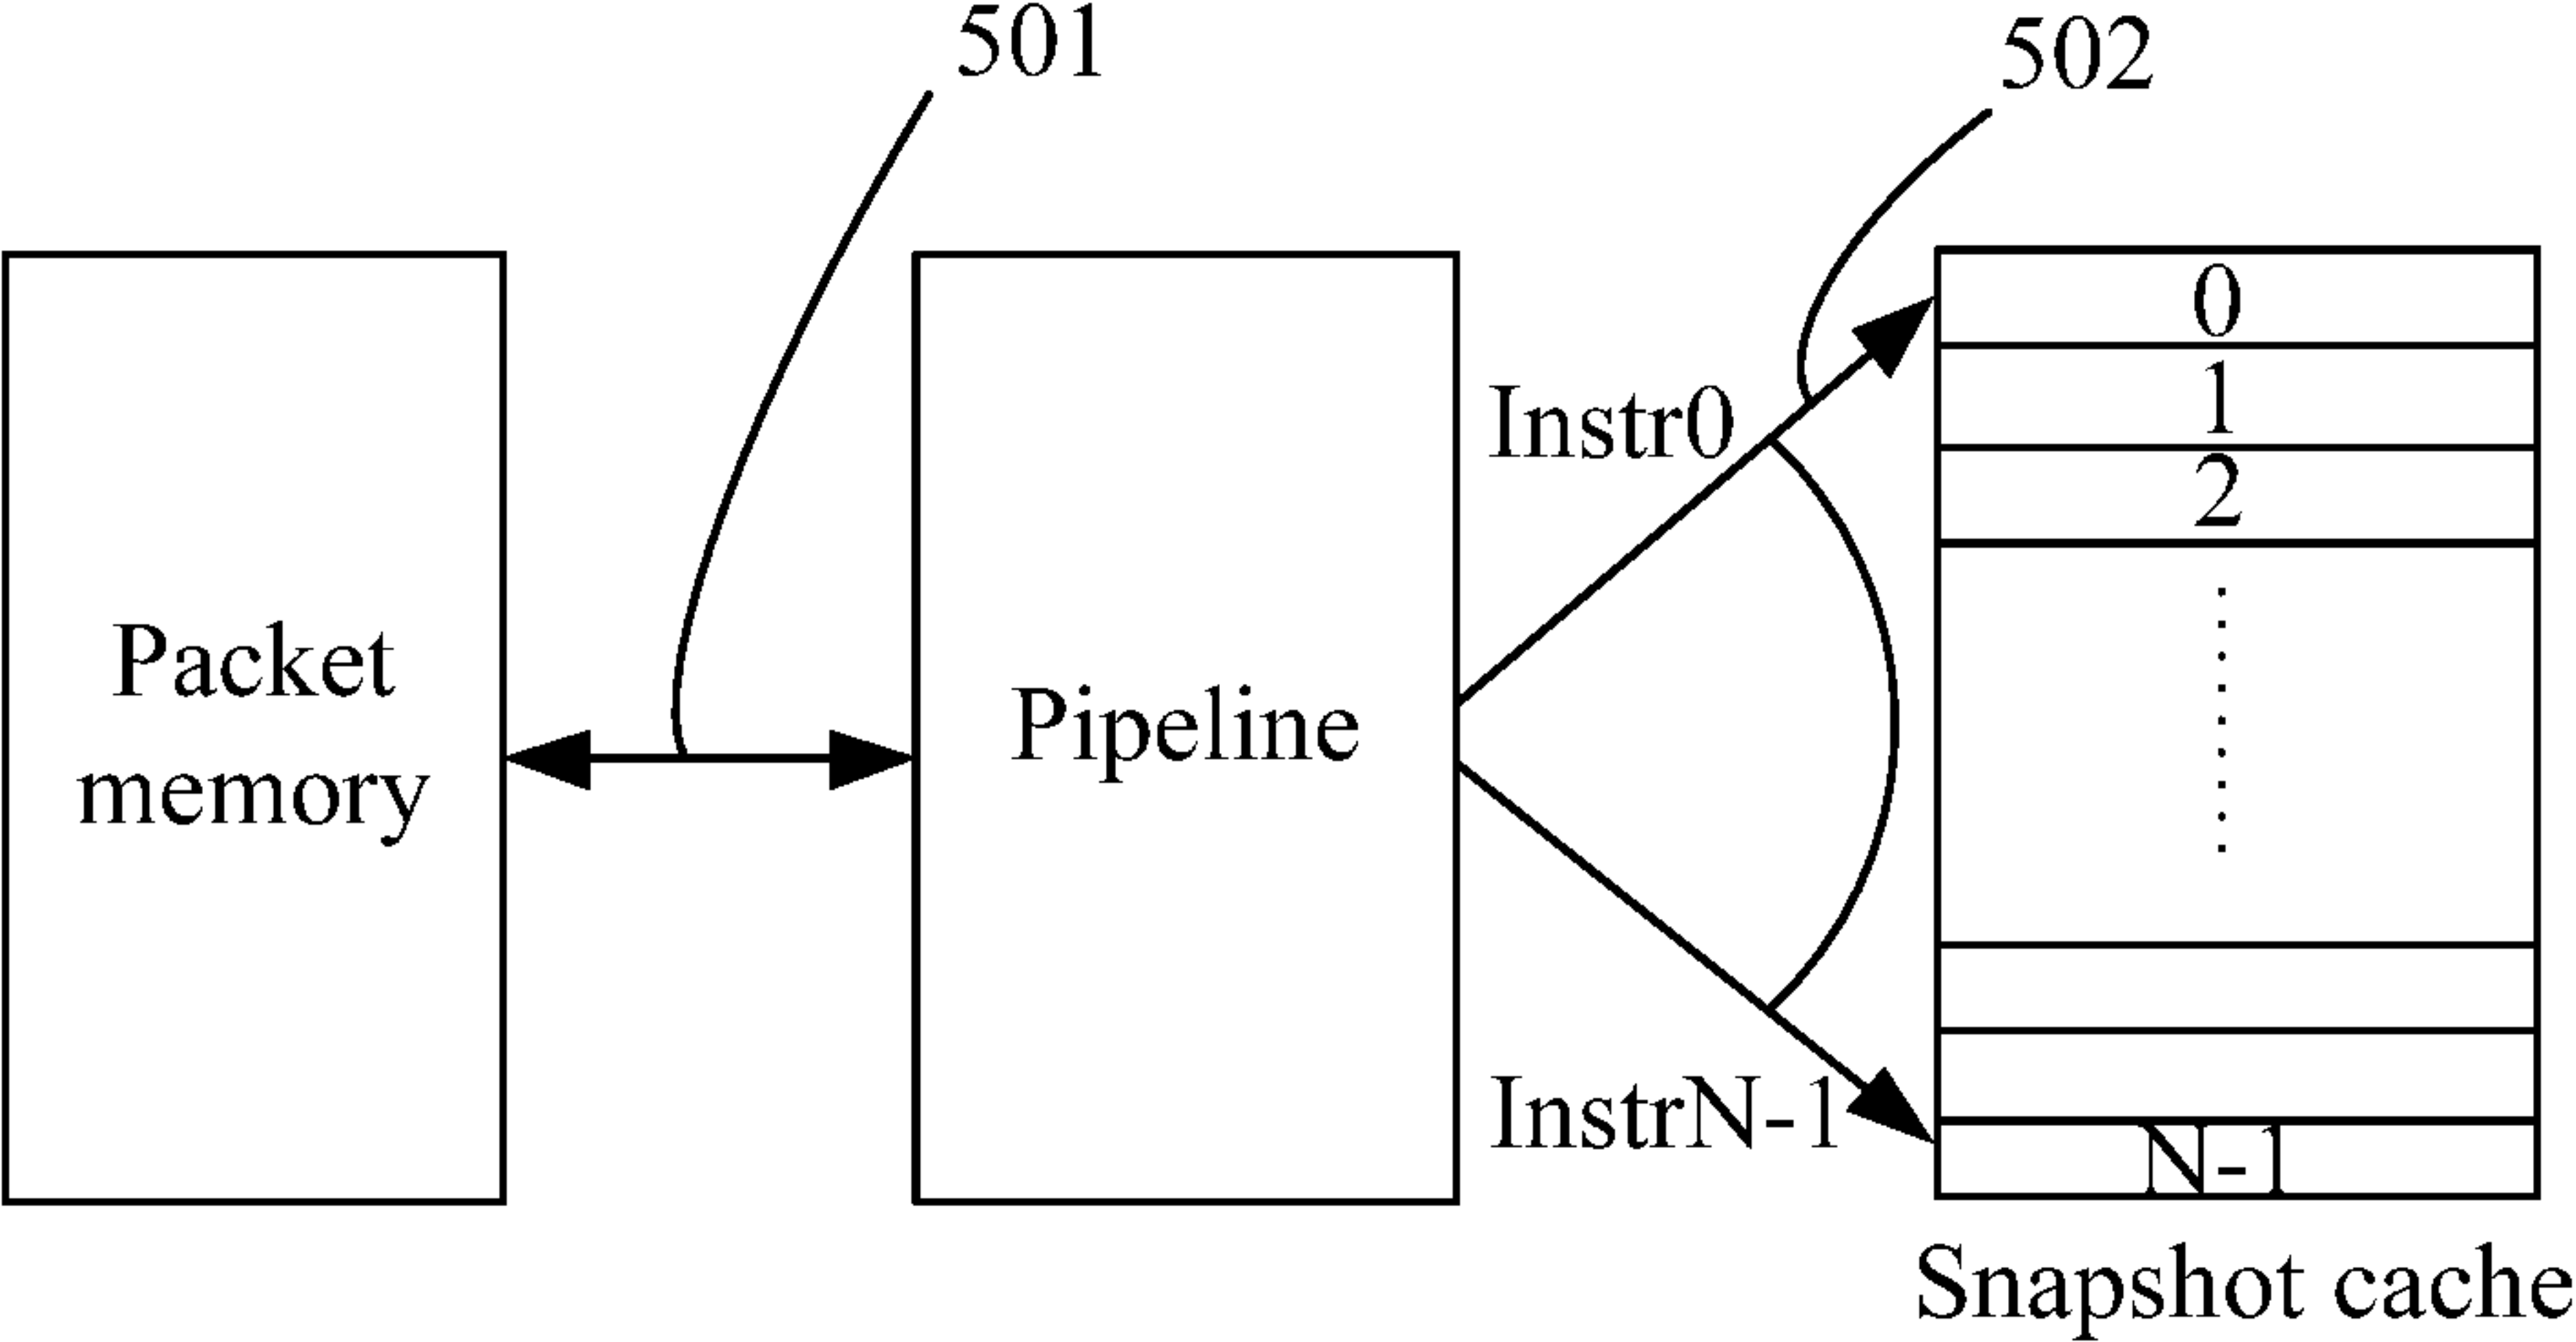 501
502
Packet
memory
Pipeline
Instr0
InstrN-1
0
1
2
N-1
Snapshot cache